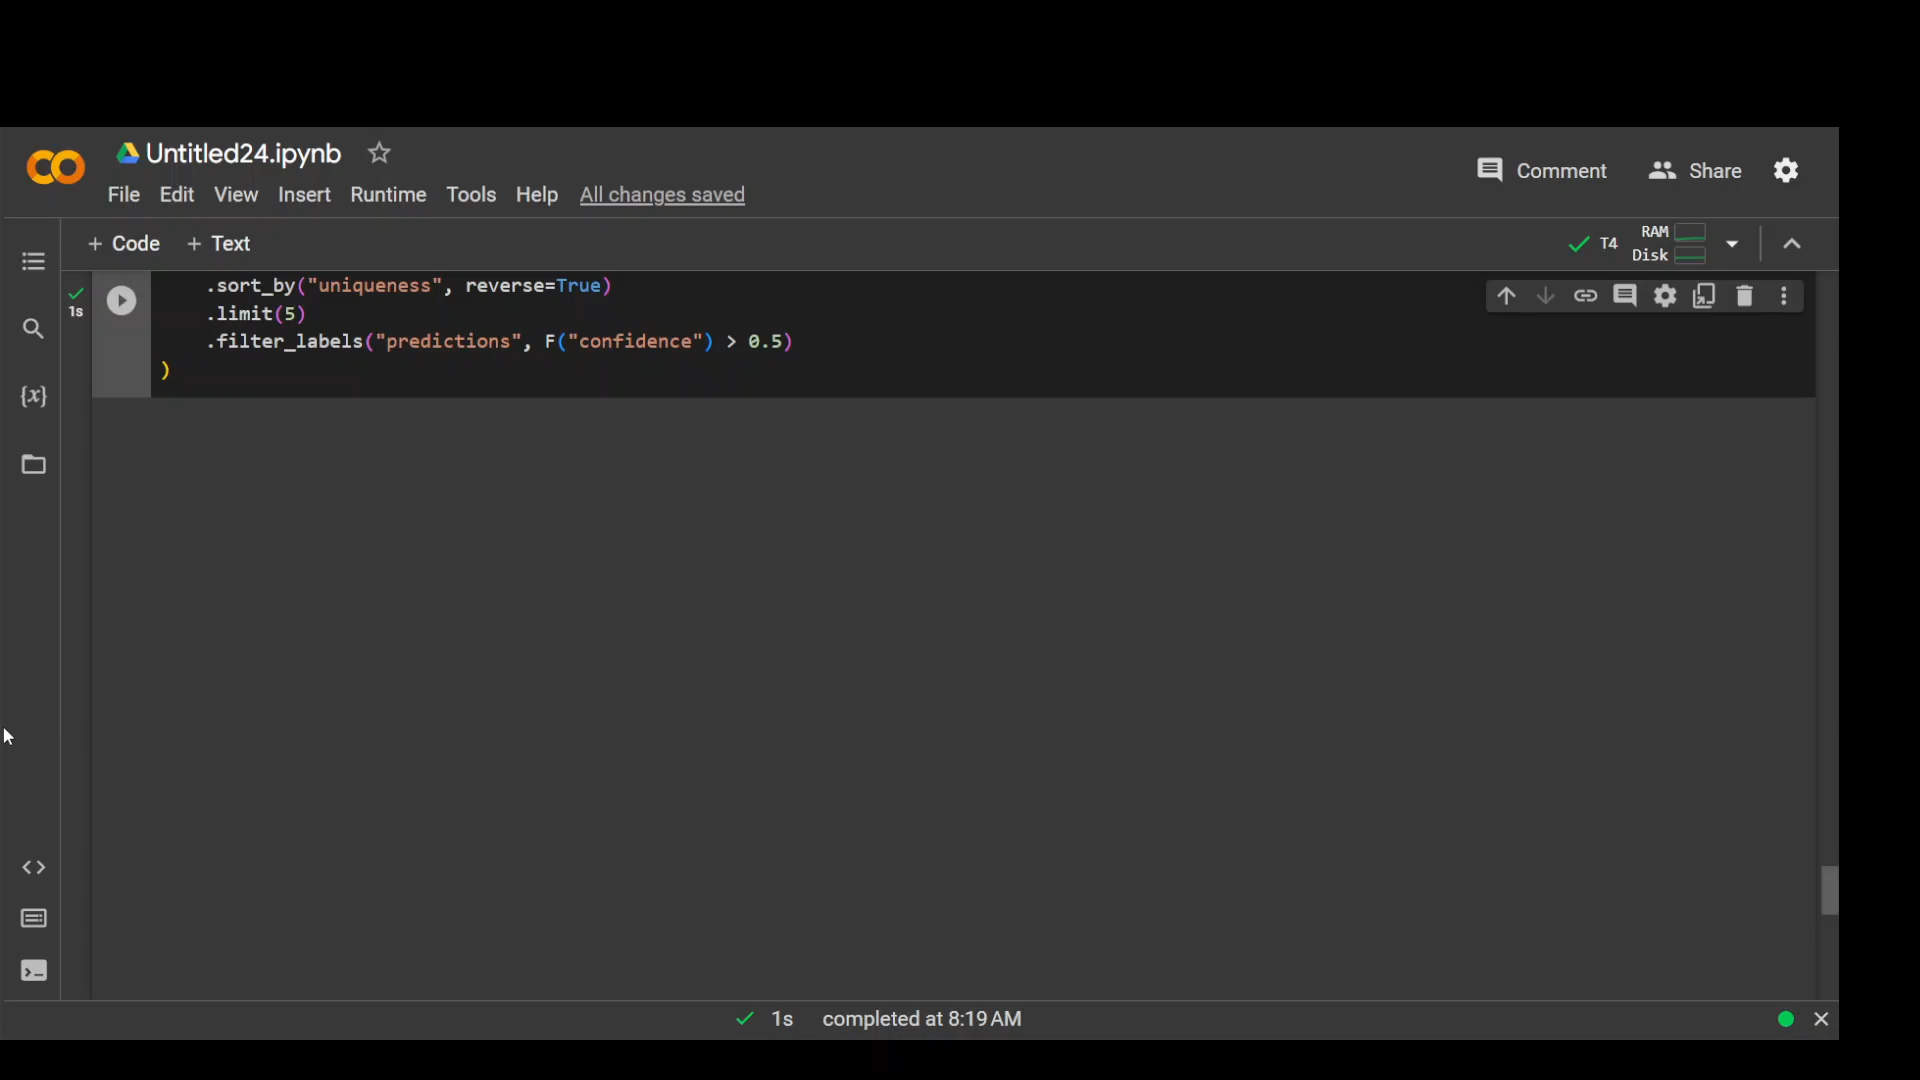 Untitled24.ipynb
File Edit View Insert Runtime Tools Help All changes saved
Comment Share
+ Code + Text
T4 RAM
Disk
1s
.sort_by("uniqueness", reverse=True)
.limit(5)
.filter_labels("predictions", F("confidence") > 0.5)
)
{x}
1s completed at 8:19 AM